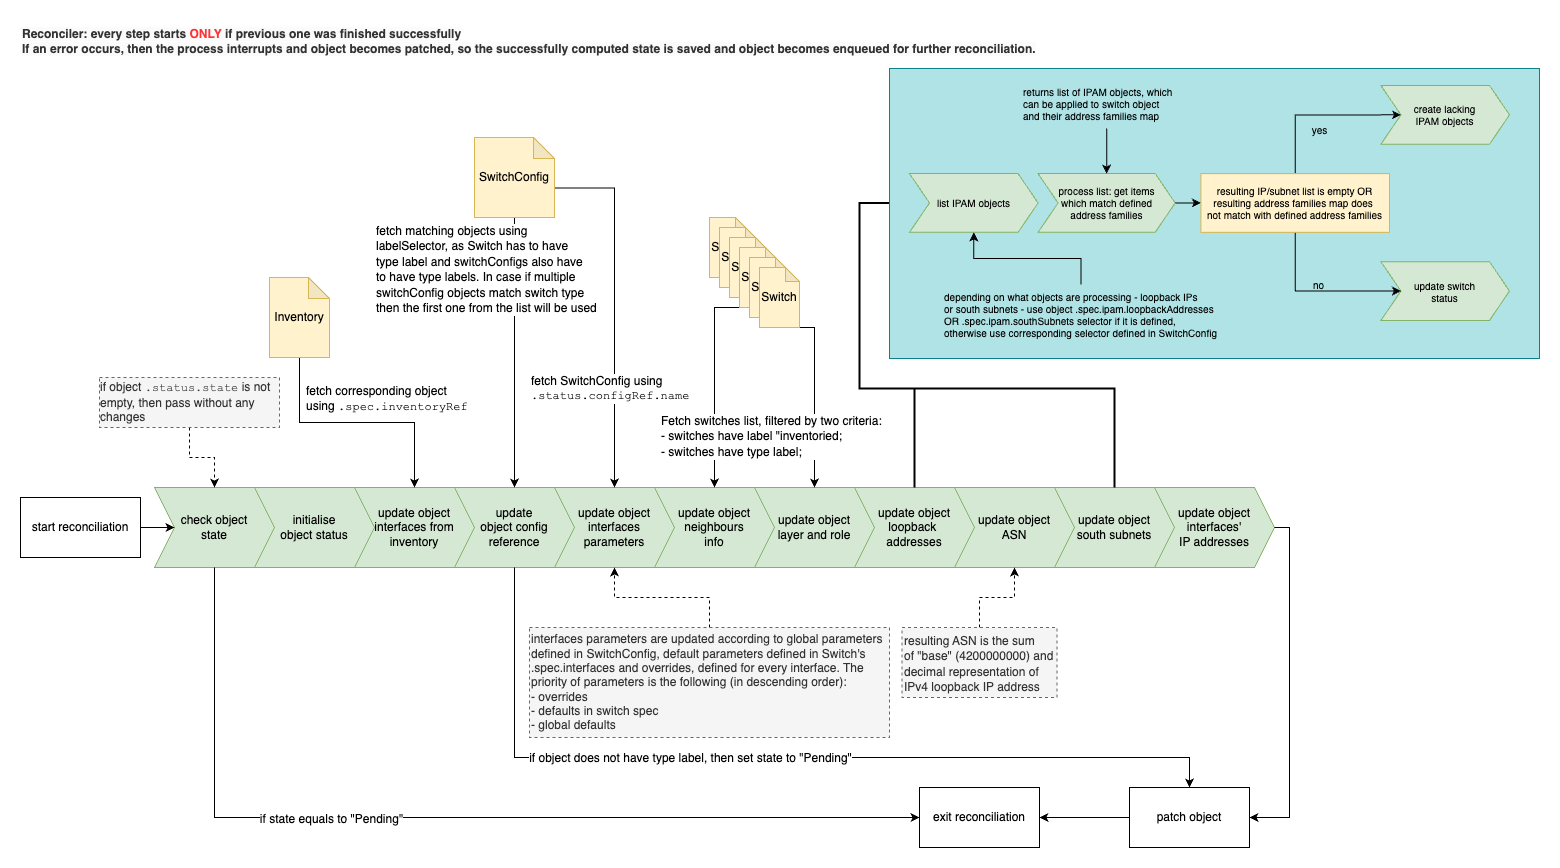 Reconciler: every step starts ONLY if previous one was finished successfully
If an error occurs, then the process interrupts and object becomes patched, so the successfully computed state is saved and object becomes enqueued for further reconciliation.
returns list of IPAM objects, which
can be applied to switch object
and their address families map
create lacking
IPAM objects
yes
list IPAM objects
process list: get items
which match defined
address families
resulting IP/subnet list is empty OR
resulting address families map does
not match with defined address families
no
update switch
status
depending on what objects are processing - loopback IPs
or south subnets - use object .spec.ipam.loopbackAddresses
OR .spec.ipam.southSubnets selector if it is defined,
otherwise use corresponding selector defined in SwitchConfig
SwitchConfig
fetch matching objects using
labelSelector, as Switch has to have
type label and switchConfigs also have
to have type labels. In case if multiple
switchConfig objects match switch type
then the first one from the list will be used
S
S
S
S
S
Switch
Inventory
if object .status.state is not
empty, then pass without any
changes
fetch corresponding object
using .spec.inventoryRef
fetch SwitchConfig using
.status.configRef.name
Fetch switches list, filtered by two criteria:
- switches have label "inventoried;
- switches have type label;
start reconciliation
check object
state
initialise
object status
update object
interfaces from
inventory
update
object config
reference
update object
interfaces
parameters
update object
neighbours
info
update object
layer and role
update object
loopback
addresses
update object
ASN
update object
south subnets
update object
interfaces'
IP addresses
interfaces parameters are updated according to global parameters
defined in SwitchConfig, default parameters defined in Switch's
.spec.interfaces and overrides, defined for every interface. The
priority of parameters is the following (in descending order):
- overrides
- defaults in switch spec
- global defaults
resulting ASN is the sum
of "base" (4200000000) and
decimal representation of
IPv4 loopback IP address
if object does not have type label, then set state to "Pending"
if state equals to "Pending"
exit reconciliation
patch object